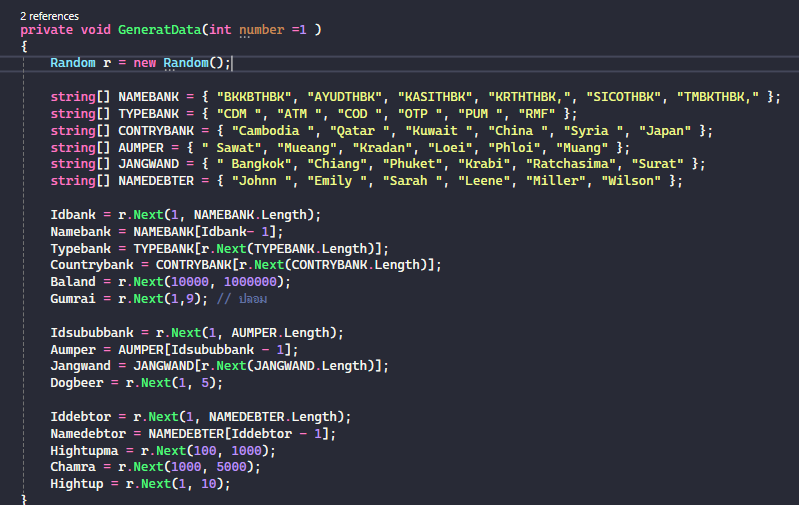 2 references
private void GeneratData(int number =1 )
{
Random r = new Random();
string[] NAMEBANK = { "BKKBTHBK", "AYUDTHBK", "KASITHBK", "KRTHTHBK,", "SICOTHBK", "TMBKTHBK," };
string[] TYPEBANK = {"CDM ", "ATM ", "COD ", "OTP ", "PUM ", "RMF" };
string[] CONTRYBANK = { "Cambodia ", "Qatar ", "Kuwait ", "China ", "Syria ", "Japan" };
string[] AUMPER = { " Sawat", "Mueang", "Kradan", "Loei", "Phloi", "Muang" };
string[] JANGWAND = { " Bangkok", "Chiang", "Phuket", "Krabi", "Ratchasima", "Surat" };
string[] NAMEDEBTER = { "Johnn ", "Emily ", "Sarah ", "Leene", "Miller", "Wilson" };
Idbank = r.Next(1, NAMEBANK.Length);
Namebank = NAMEBANK[Idbank- 1];
Typebank = TYPEBANK[r.Next(TYPEBANK.Length)];
Countrybank = CONTRYBANK[r.Next(CONTRYBANK.Length)];
Baland = r.Next(10000, 1000000);
Gumrai = r.Next(1,9); // ปลอม
Idsububbank = r.Next(1, AUMPER.Length);
Aumper = AUMPER[Idsububbank - 1];
Jangwand = JANGWAND[r.Next(JANGWAND.Length)];
Dogbeer = r.Next(1, 5);
Iddebtor = r.Next(1, NAMEDEBTER.Length);
Namedebtor = NAMEDEBTER[Iddebtor - 1];
Hightupma = r.Next(100, 1000);
Chamra = r.Next(1000, 5000);
Hightup = r.Next(1, 10);
}